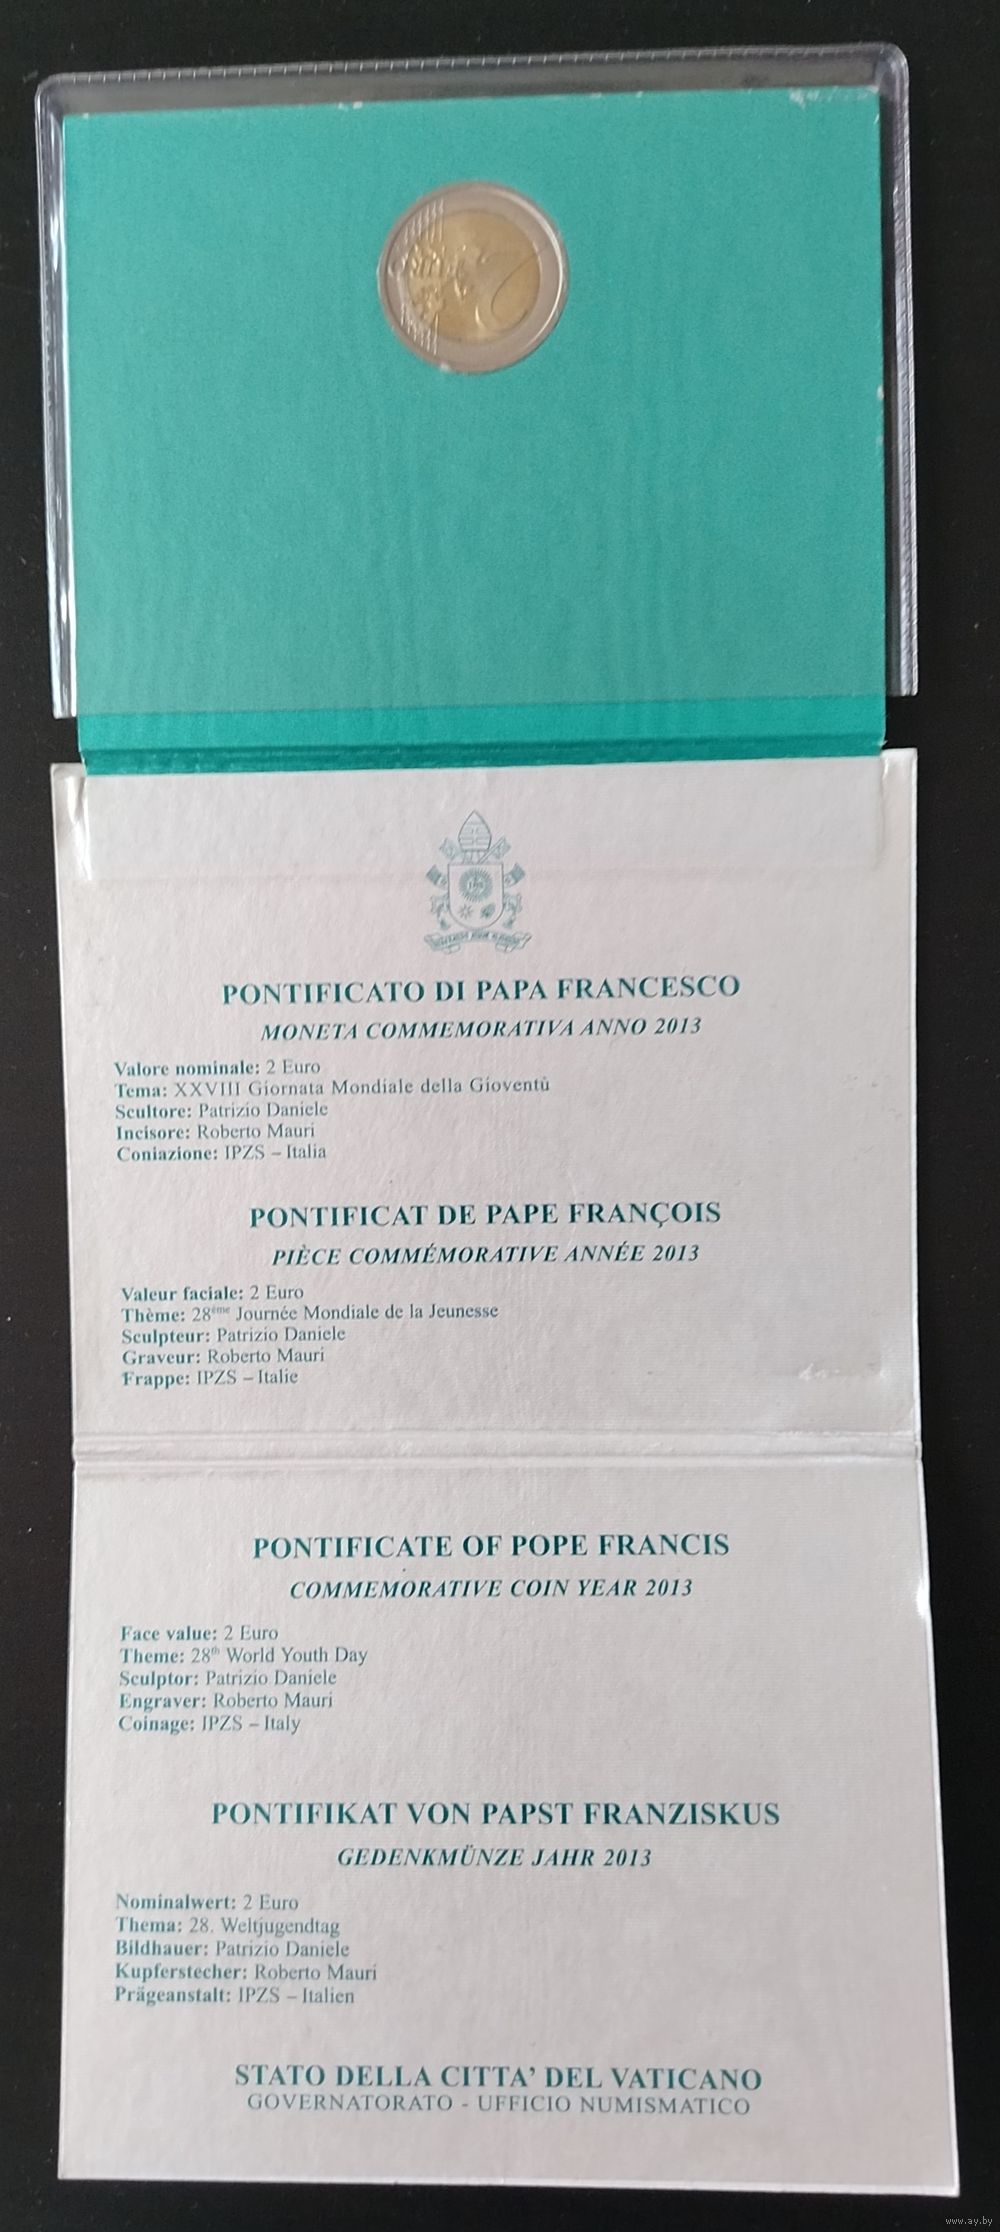 2
PONTIFICATO DI PAPA FRANCESCO
MONETA COMMEMORATIVA ANNO 2013
Valore nominale: 2 Euro
Tema: XXVIII Giornata Mondiale della Gioventù
Scultore: Patrizio Daniele
Incisore: Roberto Mauri
Coniazione: IPZS – Italia
PONTIFICAT DE PAPE FRANÇOIS
PIÈCE COMMÉMORATIVE ANNÉE 2013
Valeur faciale: 2 Euro
Thème: 28ème Journée Mondiale de la Jeunesse
Sculpteur: Patrizio Daniele
Graveur: Roberto Mauri
Frappe: IPZS – Italie
PONTIFICATE OF POPE FRANCIS
COMMEMORATIVE COIN YEAR 2013
Face value: 2 Euro
Theme: 28th World Youth Day
Sculptor: Patrizio Daniele
Engraver: Roberto Mauri
Coinage: IPZS – Italy
PONTIFIKAT VON PAPST FRANZISKUS
GEDENKMÜNZE JAHR 2013
Nominalwert: 2 Euro
Thema: 28. Weltjugendtag
Bildhauer: Patrizio Daniele
Kupferstecher: Roberto Mauri
Prägeanstalt: IPZS – Italien
STATO DELLA CITTA' DEL VATICANO
GOVERNATORATO - UFFICIO NUMISMATICO
www.ay.by